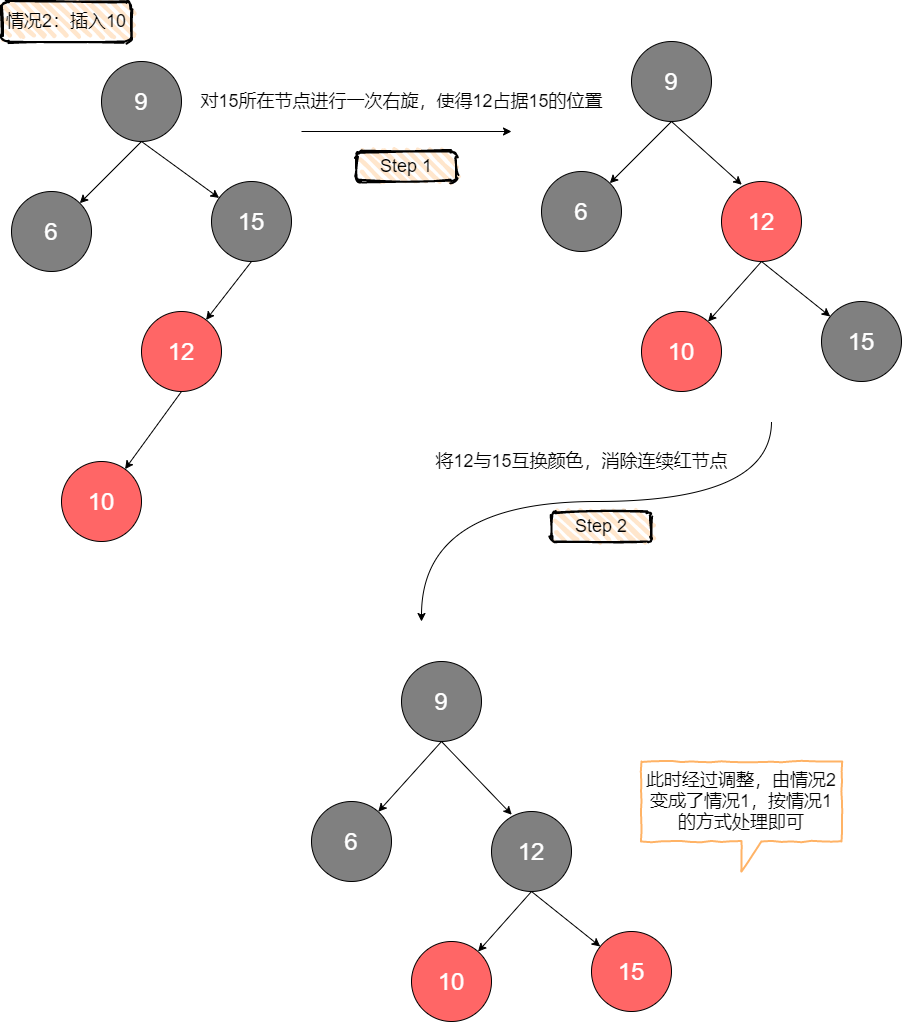 情况2：插入10
9
对15所在节点进行一次右旋，使得12占据15的位置
Step 1
6
15
12
10
9
6
12
10
15
将12与15互换颜色，消除连续红节点
Step 2
9
6
12
10
15
此时经过调整，由情况2
变成了情况1，按情况1
的方式处理即可